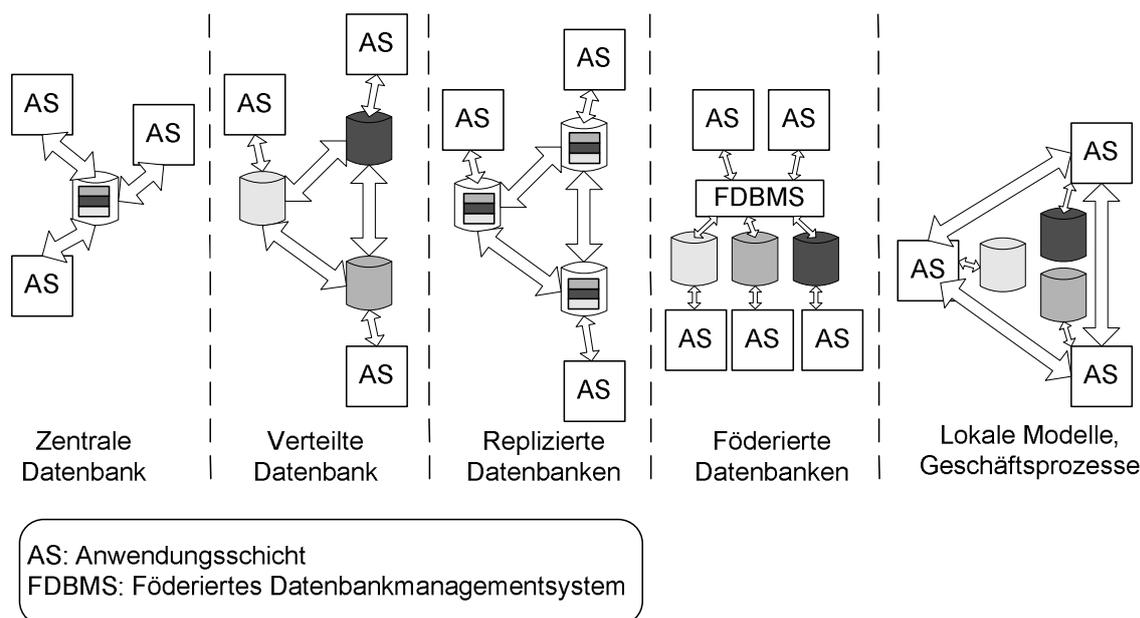 AS
AS
AS
Zentrale
Datenbank
AS
AS
AS
Verteilte
Datenbank
AS
AS
AS
Replizierte
Datenbanken
AS
AS
FDBMS
AS
AS
AS
Föderierte
Datenbanken
AS
AS
AS
Lokale Modelle,
Geschäftsprozesse
AS: Anwendungsschicht
FDBMS: Föderiertes Datenbankmanagementsystem